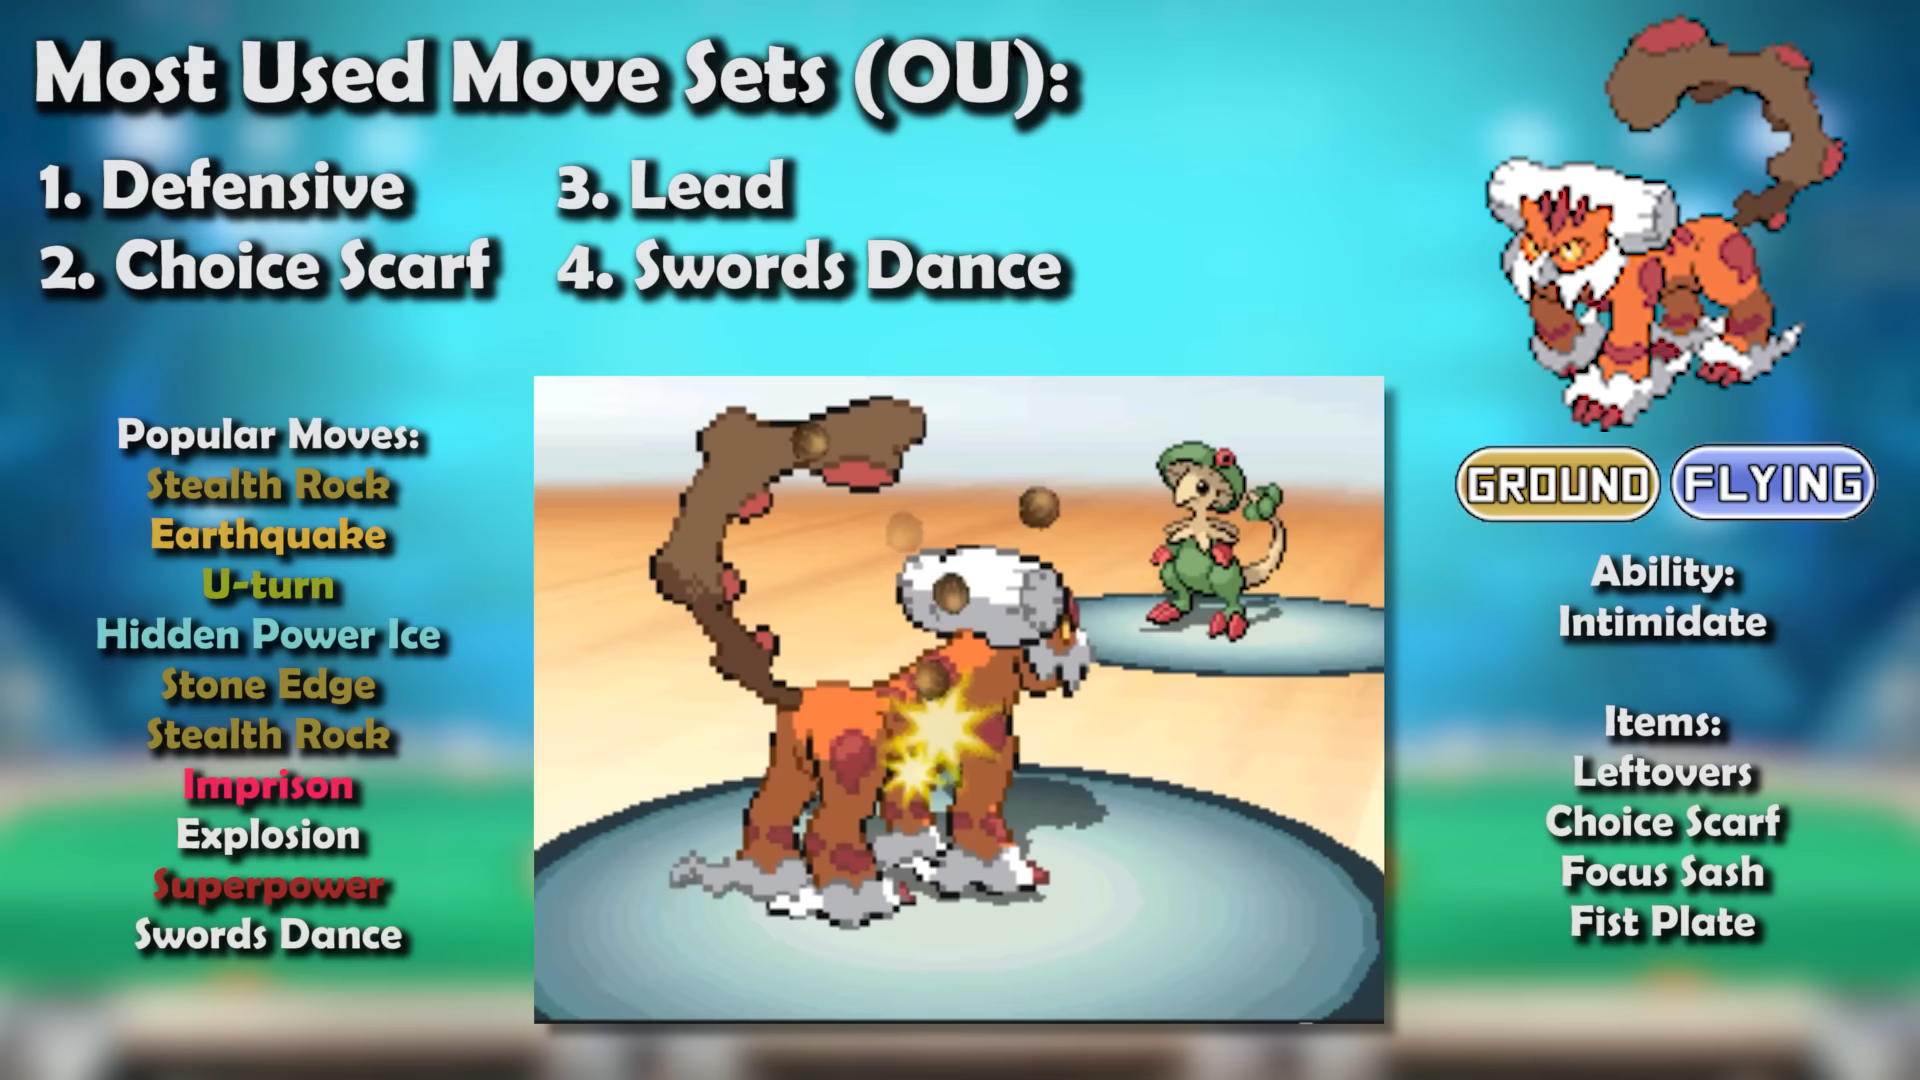 Most Used Move Sets (OU):
1. Defensive
2. Choice Scarf
3. Lead
4. Swords Dance
Popular Moves:
Stealth Rock
Earthquake
U-turn
Hidden Power Ice
Stone Edge
Stealth Rock
Imprison
Explosion
Superpower
Swords Dance
GROUND FLYING
Ability:
Intimidate
Items:
Leftovers
Choice Scarf
Focus Sash
Fist Plate